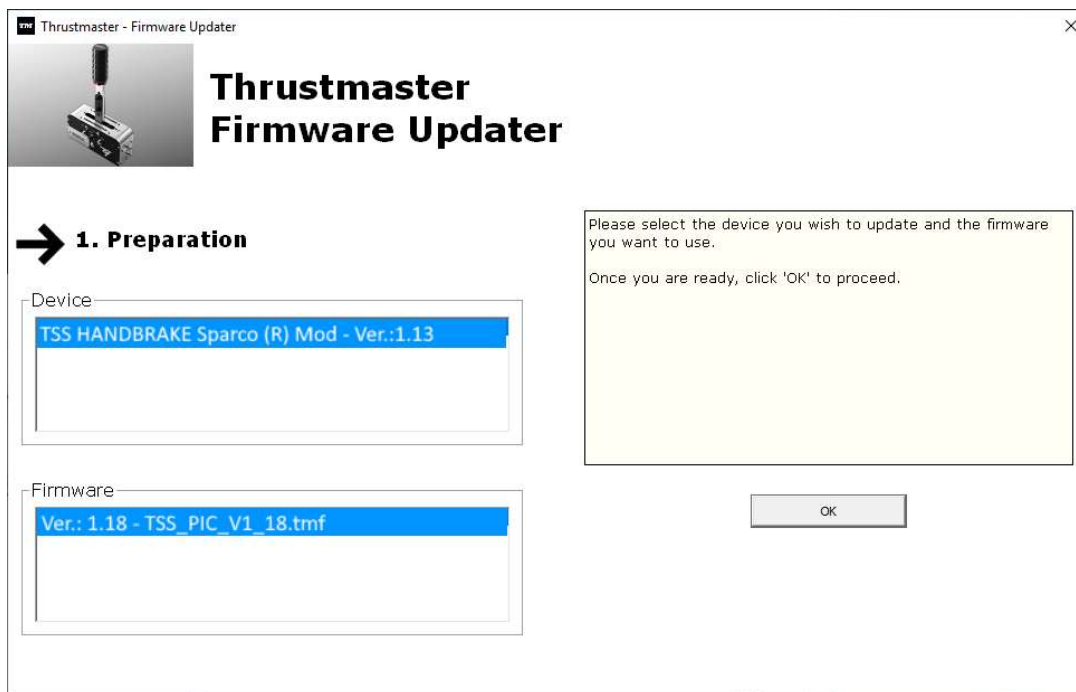 Thrustmaster - Firmware Updater
Thrustmaster
Firmware Updater
1. Preparation
Device
TSS HANDBRAKE Sparco (R) Mod - Ver.:1.13
Firmware
Ver.: 1.18 - TSS_PIC_V1_18.tmf
Please select the device you wish to update and the firmware
you want to use.
Once you are ready, click 'OK' to proceed.
OK